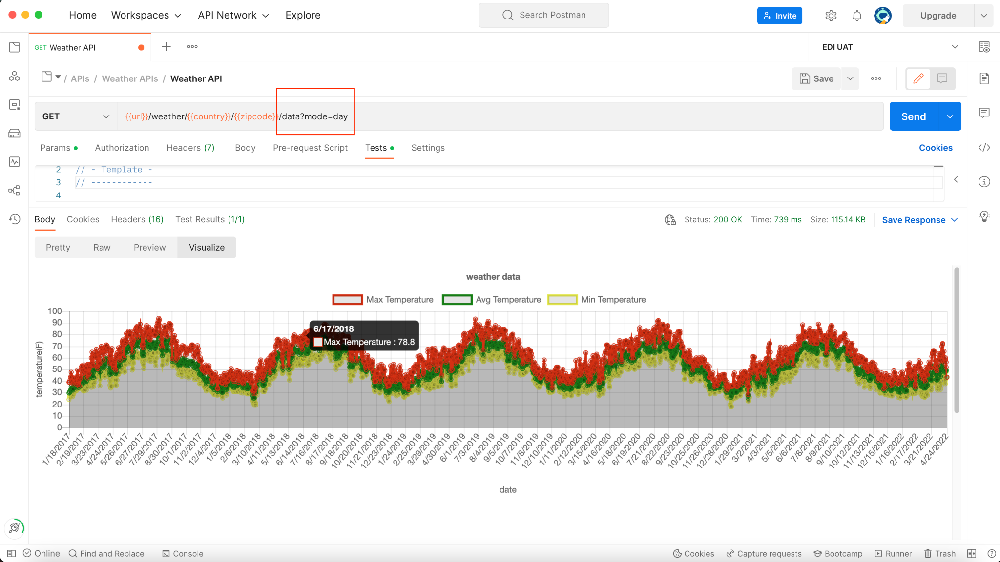 Home Workspaces API Network Explore Search Postman Invite Upgrade
GET Weather API EDI UAT
/ APIs / Weather APIs / Weather API Save
GET {{url}}/weather/{{country}}/{{zipcode}}/data?mode=day Send
Params Authorization Headers (7) Body Pre-request Script Tests Settings Cookies
2 // - Template -
3 // ------------
4
Body Cookies Headers (16) Test Results (1/1) Status: 200 OK Time: 739 ms Size: 115.14 KB Save Response
Pretty Raw Preview Visualize
weather data
Max Temperature Avg Temperature Min Temperature
100
90
80
70
60
50
40
30
20
10
0
temperature(F)
6/17/2018
Max Temperature : 78.8
1/18/2017 2/19/2017 3/23/2017 4/24/2017 5/26/2017 6/27/2017 7/29/2017 8/30/2017 10/1/2017 11/2/2017 12/4/2017 1/5/2018 2/6/2018 3/10/2018 4/11/2018 5/13/2018 6/14/2018 7/16/2018 8/17/2018 9/18/2018 10/20/2018 11/21/2018 12/23/2018 1/24/2019 2/25/2019 3/29/2019 4/30/2019 6/1/2019 7/3/2019 8/4/2019 9/5/2019 10/7/2019 11/8/2019 12/10/2019 1/11/2020 2/12/2020 3/15/2020 4/16/2020 5/18/2020 6/19/2020 7/21/2020 8/22/2020 9/23/2020 10/25/2020 11/26/2020 12/28/2020 1/29/2021 3/2/2021 4/3/2021 5/5/2021 6/6/2021 7/8/2021 8/9/2021 9/10/2021 10/12/2021 11/13/2021 12/15/2021 1/16/2022 2/17/2022 3/21/2022 4/24/2022
date
Online Find and Replace Console Cookies Capture requests Bootcamp Runner Trash